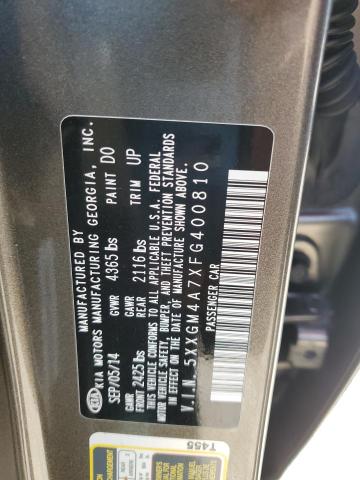 MANUFACTURED BY
KIA KIA MOTORS MANUFACTURING GEORGIA, INC.
SEP/05/14 GVWR 4365 lbs PAINT DO
GAWR FRONT 2425 lbs GAWR REAR 2116 lbs TRIM UP
THIS VEHICLE CONFORMS TO ALL APPLICABLE U.S.A. FEDERAL
MOTOR VEHICLE SAFETY, BUMPER, AND THEFT PREVENTION STANDARDS
IN EFFECT ON THE DATE OF MANUFACTURE SHOWN ABOVE.
V.I.N. 5XXGM4A7XFG400810
PASSENGER CAR
T455